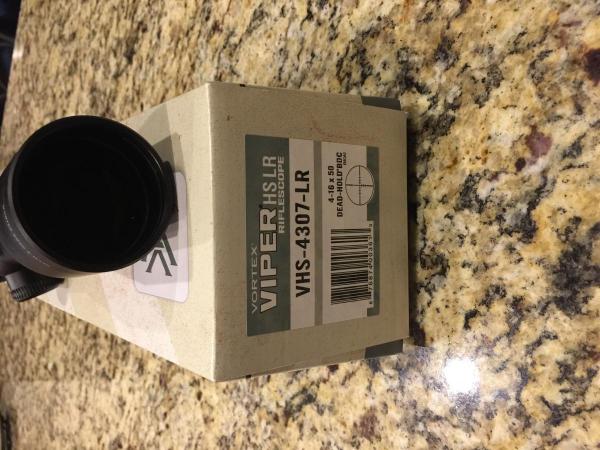 VORTEX
VIPER HS LR
RIFLESCOPE
VHS-4307-LR
4-16 x 50
DEAD-HOLD® BDC